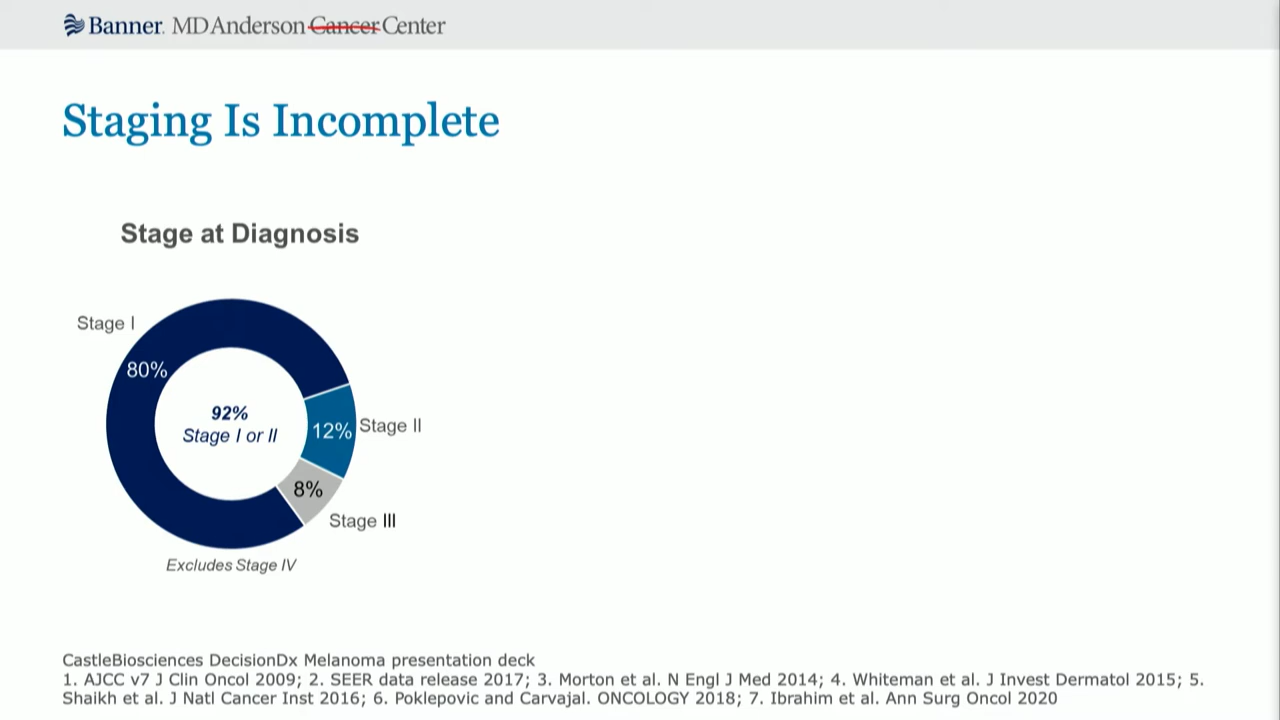 Banner. MD Anderson Cancer Center
Staging Is Incomplete
Stage at Diagnosis
Stage I
80%
92%
Stage I or II
12%
Stage II
8%
Stage III
Excludes Stage IV
CastleBiosciences DecisionDx Melanoma presentation deck
1. AJCC v7 J Clin Oncol 2009; 2. SEER data release 2017; 3. Morton et al. N Engl J Med 2014; 4. Whiteman et al. J Invest Dermatol 2015; 5.
Shaikh et al. J Natl Cancer Inst 2016; 6. Poklepovic and Carvajal. ONCOLOGY 2018; 7. Ibrahim et al. Ann Surg Oncol 2020